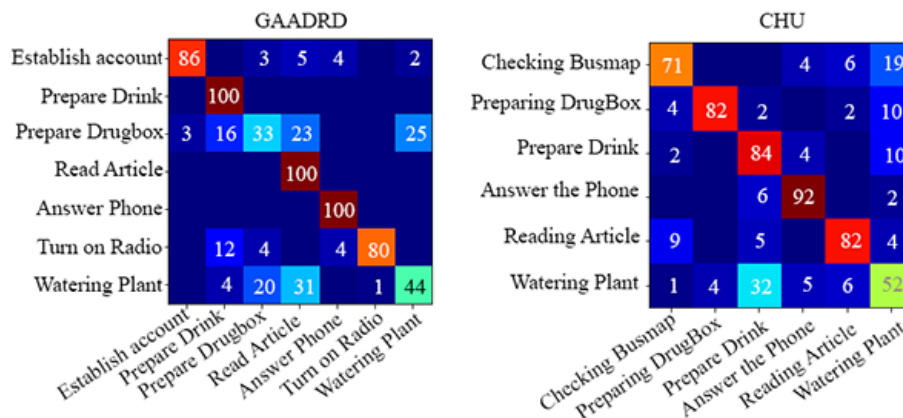 GAADRD
Establish account 86 3 5 4 2
Prepare Drink 100
Prepare Drugbox 3 16 33 23 25
Read Article 100
Answer Phone 100
Turn on Radio 12 4 4 80
Watering Plant 4 20 31 1 44
Establish account
Prepare Drink
Prepare Drugbox
Read Article
Answer Phone
Turn on Radio
Watering Plant
CHU
Checking Busmap 71 4 6 19
Preparing DrugBox 4 82 2 2 10
Prepare Drink 2 84 4 10
Answer the Phone 6 92 2
Reading Article 9 5 82 4
Watering Plant 1 4 32 5 6 52
Checking Busmap
Preparing DrugBox
Prepare Drink
Answer the Phone
Reading Article
Watering Plant